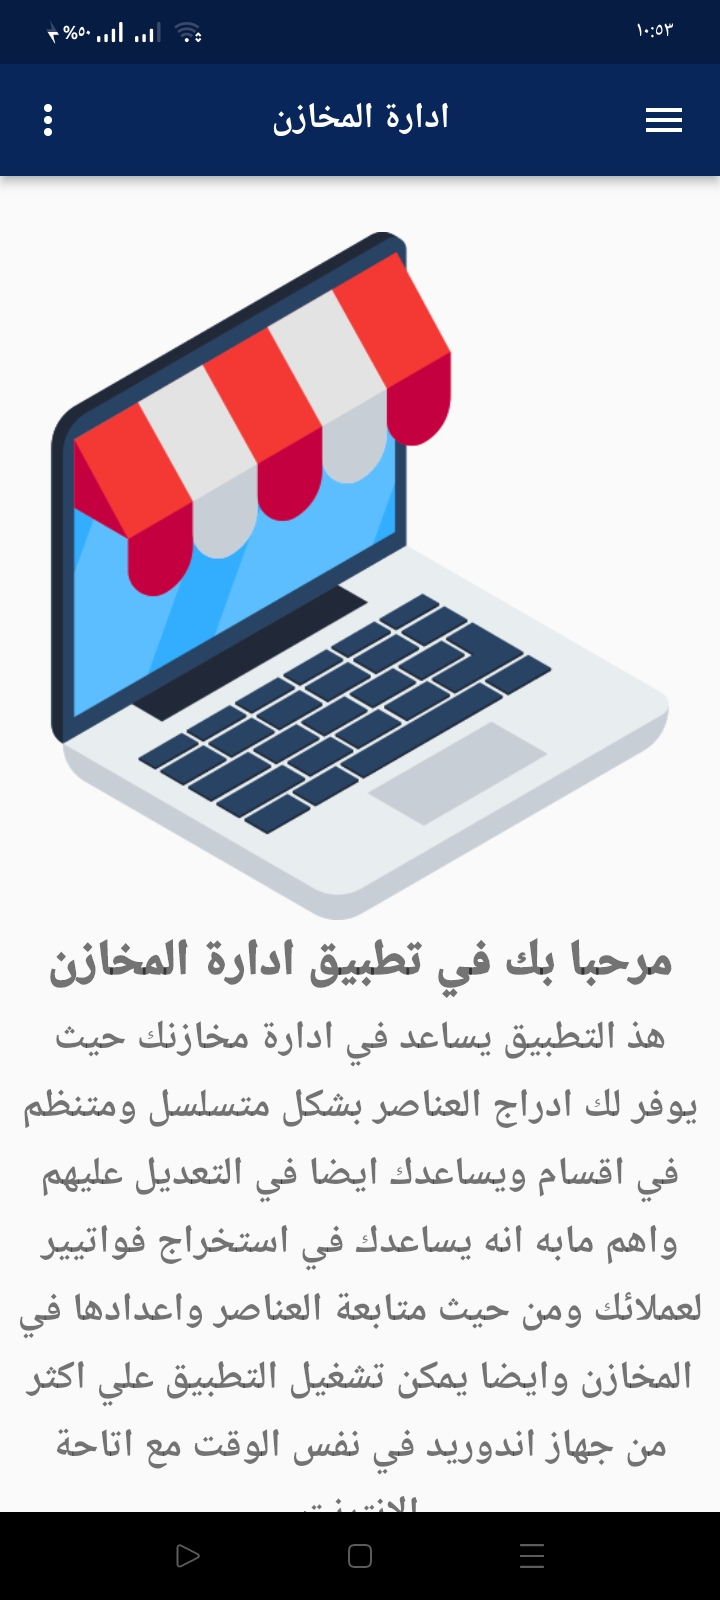 %٥٠
١٠:٥٣
ادارة المخازن
مرحبا بك في تطبيق ادارة المخازن
هذ التطبيق يساعد في ادارة مخازنك حيث
يوفر لك ادراج العناصر بشكل متسلسل ومتنظم
في اقسام ويساعدك ايضا في التعديل عليهم
واهم مابه انه يساعدك في استخراج فواتيير
لعملائك ومن حيث متابعة العناصر واعدادها في
المخازن وايضا يمكن تشغيل التطبيق علي اكثر
من جهاز اندوريد في نفس الوقت مع اتاحة